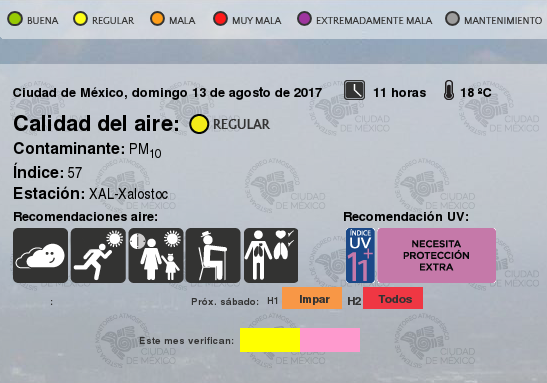 BUENA REGULAR MALA MUY MALA EXTREMADAMENTE MALA MANTENIMIENTO
Ciudad de México, domingo 13 de agosto de 2017 11 horas 18 ºC
Calidad del aire: REGULAR
Contaminante: PM10
Índice: 57
Estación: XAL-Xalostoc
Recomendaciones aire: Recomendación UV:
ÍNDICE
UV
11+
NECESITA
PROTECCIÓN
EXTRA
: Próx. sábado: H1 Impar H2 Todos
Este mes verifican:
CIUDAD
DE MÉXICO